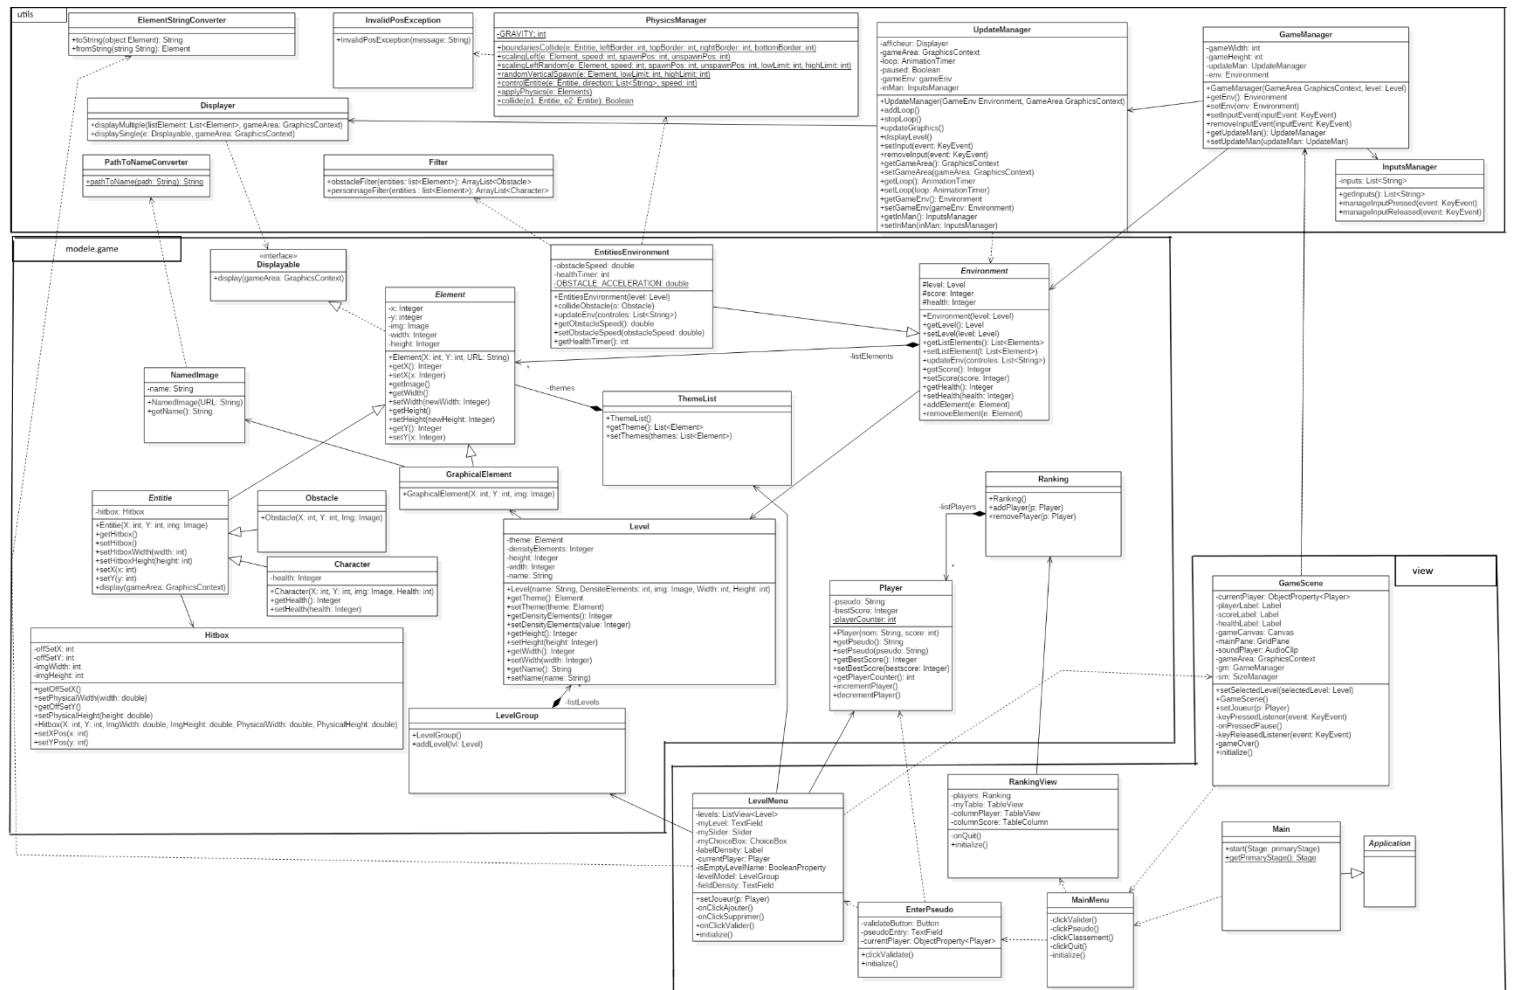 utils
ElementStringConverter
+toString(object Element): String
+fromString(string String): Element
InvalidPosException
+InvalidPosException(message: String)
PhysicsManager
-GRAVITY: int
+boundariesCollide(e: Entitie, leftBorder: int, topBorder: int, rightBorder: int, bottomBorder: int)
+scalingLeft(e: Element, speed: int, spawnPos: int, unspawnPos: int)
+scalingLeftRandom(e: Element, speed: int, spawnPos: int, unspawnPos: int, lowLimit: int, highLimit: int)
+randomVerticalSpawn(e: Element, lowLimit: int, highLimit: int)
+controlEntitie(e: Entitie, direction: List<String>, speed: int)
+applyPhysics(e: Elements)
+collide(e1: Entitie, e2: Entitie): Boolean
UpdateManager
-afficheur: Displayer
-gameArea: GraphicsContext
-loop: AnimationTimer
-paused: Boolean
-gameEnv: gameEnv
-inMan: InputsManager
+UpdateManager(GameEnv Environment, GameArea GraphicsContext)
+addLoop()
+stopLoop()
+updateGraphics()
+displayLevel()
+setInput(event: KeyEvent)
+removeInput(event: KeyEvent)
+getGameArea(): GraphicsContext
+setGameArea(gameArea: GraphicsContext)
+getLoop(): AnimationTimer
+setLoop(loop: AnimationTimer)
+getGameEnv(): Environment
+setGameEnv(gameEnv: Environment)
+getInMan(): InputsManager
+setInMan(inMan: InputsManager)
GameManager
-gameWidth: int
-gameHeight: int
-updateMan: UpdateManager
-env: Environment
+GameManager(GameArea GraphicsContext, level: Level)
+getEnv(): Environment
+setEnv(env: Environment)
+setInputEvent(inputEvent: KeyEvent)
+removeInputEvent(inputEvent: KeyEvent)
+getUpdateMan(): UpdateManager
+setUpdateMan(updateMan: UpdateMan)
Displayer
+displayMultiple(listElement: List<Element>, gameArea: GraphicsContext)
+displaySingle(e: Displayable, gameArea: GraphicsContext)
PathToNameConverter
+pathToName(path: String): String
Filter
+obstacleFilter(entities: list<Element>): ArrayList<Obstacle>
+personnageFilter(entities : list<Element>): ArrayList<Character>
InputsManager
-inputs: List<String>
+getInputs(): List<String>
+manageInputPressed(event: KeyEvent)
+manageInputReleased(event: KeyEvent)
modele.game
«interface»
Displayable
+display(gameArea: GraphicsContext)
EntitiesEnvironment
-obstacleSpeed: double
-healthTimer: int
-OBSTACLE_ACCELERATION: double
+EntitiesEnvironment(level: Level)
+collideObstacle(o: Obstacle)
+updateEnv(controles: List<String>)
+getObstacleSpeed(): double
+setObstacleSpeed(obstacleSpeed: double)
+getHealthTimer(): int
Environment
#level: Level
#score: Integer
#health: Integer
+Environment(level: Level)
+getLevel(): Level
+setLevel(level: Level)
+getListElements(): List<Elements>
+setListElement(l: List<Element>)
+updateEnv(controles: List<String>)
+getScore(): Integer
+setScore(score: Integer)
+getHealth(): Integer
+setHealth(health: Integer)
+addElement(e: Element)
+removeElement(e: Element)
Element
-x: Integer
-y: integer
-img: Image
-width: Integer
-height: Integer
+Element(X: int, Y: int, URL: String)
+getX(): Integer
+setX(x: Integer)
+getImage()
+getWidth()
+setWidth(newWidth: Integer)
+getHeight()
+setHeight(newHeight: Integer)
+getY(): Integer
+setY(x: Integer)
-listElements
*
-themes
NamedImage
-name: String
+NamedImage(URL: String)
+getName(): String
ThemeList
+ThemeList()
+getTheme(): List<Element>
+setThemes(themes: List<Element>)
GraphicalElement
+GraphicalElement(X: int, Y: int, img: Image)
Entitie
-hitbox: Hitbox
+Entitie(X: int, Y: int, img: Image)
+getHitbox()
+setHitbox()
+setHitboxWidth(width: int)
+setHitboxHeight(height: int)
+setX(x: int)
+setY(y: int)
+display(gameArea: GraphicsContext)
Obstacle
+Obstacle(X: int, Y: int, Img: Image)
Character
-health: Integer
+Character(X: int, Y: int, img: Image, Health: int)
+getHealth(): Integer
+setHealth(health: Integer)
Level
-theme: Element
-densityElements: Integer
-height: Integer
-width: Integer
-name: String
+Level(name: String, DensiteElements: int, img: Image, Width: int, Height: int)
+getTheme(): Element
+setTheme(theme: Element)
+getDensityElements(): Integer
+setDensityElements(value: Integer)
+getHeight(): Integer
+setHeight(height: Integer)
+getWidth(): Integer
+setWidth(width: Integer)
+getName(): String
+setName(name: String)
Ranking
+Ranking()
+addPlayer(p: Player)
+removePlayer(p: Player)
-listPlayers
*
Player
-pseudo: String
-bestScore: Integer
-playerCounter: int
+Player(nom: String, score: int)
+getPseudo(): String
+setPseudo(pseudo: String)
+getBestScore(): Integer
+setBestScore(bestscore: Integer)
+getPlayerCounter(): int
+incrementPlayer()
+decrementPlayer()
Hitbox
-offSetX: int
-offSetY: int
-imgWidth: int
-imgHeight: int
+getOffSetX()
+setPhysicalWidth(width: double)
+getOffSetY()
+setPhysicalHeight(height: double)
+Hitbox(X: int, Y: int, ImgWidth: double, ImgHeight: double, PhysicalWidth: double, PhysicalHeight: double)
+setXPos(x: int)
+setYPos(y: int)
*
-listLevels
LevelGroup
+LevelGroup()
+addLevel(lvl: Level)
view
GameScene
-currentPlayer: ObjectProperty<Player>
-playerLabel: Label
-scoreLabel: Label
-healthLabel: Label
-gameCanvas: Canvas
-mainPane: GridPane
-soundPlayer: AudioClip
-gameArea: GraphicsContext
-gm: GameManager
-sm: SizeManager
+setSelectedLevel(selectedLevel: Level)
+GameScene()
+setJoueur(p: Player)
-keyPressedListener(event: KeyEvent)
-onPressedPause()
-keyReleasedListener(event: KeyEvent)
-gameOver()
+initialize()
LevelMenu
-levels: ListView<Level>
-myLevel: TextField
-mySlider: Slider
-myChoiceBox: ChoiceBox
-labelDensity: Label
-currentPlayer: Player
-isEmptyLevelName: BooleanProperty
-levelModel: LevelGroup
-fieldDensity: TextField
+setJoueur(p: Player)
-onClickAjouter()
-onClickSupprimer()
+onClickValider()
+initialize()
RankingView
-players: Ranking
-myTable: TableView
-columnPlayer: TableView
-columnScore: TableColumn
-onQuit()
+initialize()
Main
+start(Stage: primaryStage)
+getPrimaryStage(): Stage
Application
EnterPseudo
-validateButton: Button
-pseudoEntry: TextField
-currentPlayer: ObjectProperty<Player>
+clickValidate()
+initialize()
MainMenu
-clickValider()
-clickPseudo()
-clickClassement()
-clickQuit()
-initialize()